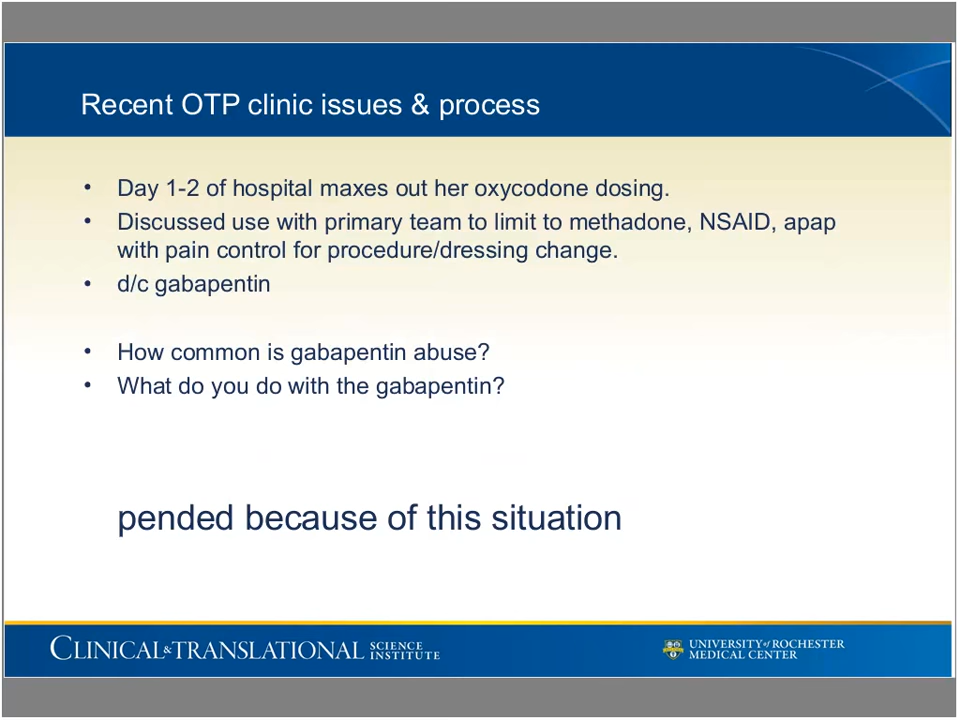 Recent OTP clinic issues & process
• Day 1-2 of hospital maxes out her oxycodone dosing.
• Discussed use with primary team to limit to methadone, NSAID, apap
with pain control for procedure/dressing change.
• d/c gabapentin
• How common is gabapentin abuse?
• What do you do with the gabapentin?
pended because of this situation
CLINICAL & TRANSLATIONAL SCIENCE
INSTITUTE
UNIVERSITY of ROCHESTER
MEDICAL CENTER